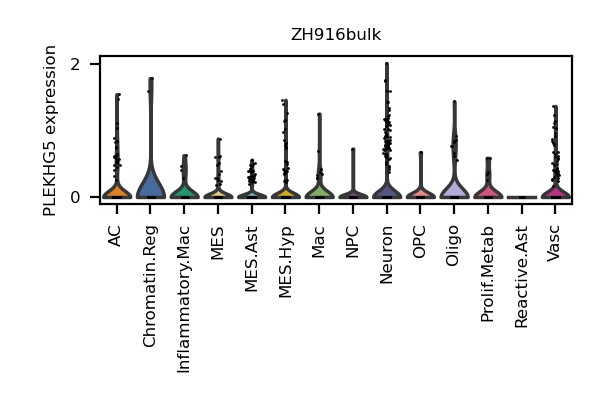 ZH916bulk
PLEKHG5 expression
2
0
AC
Chromatin.Reg
Inflammatory.Mac
MES
MES.Ast
MES.Hyp
Mac
NPC
Neuron
OPC
Oligo
Prolif.Metab
Reactive.Ast
Vasc